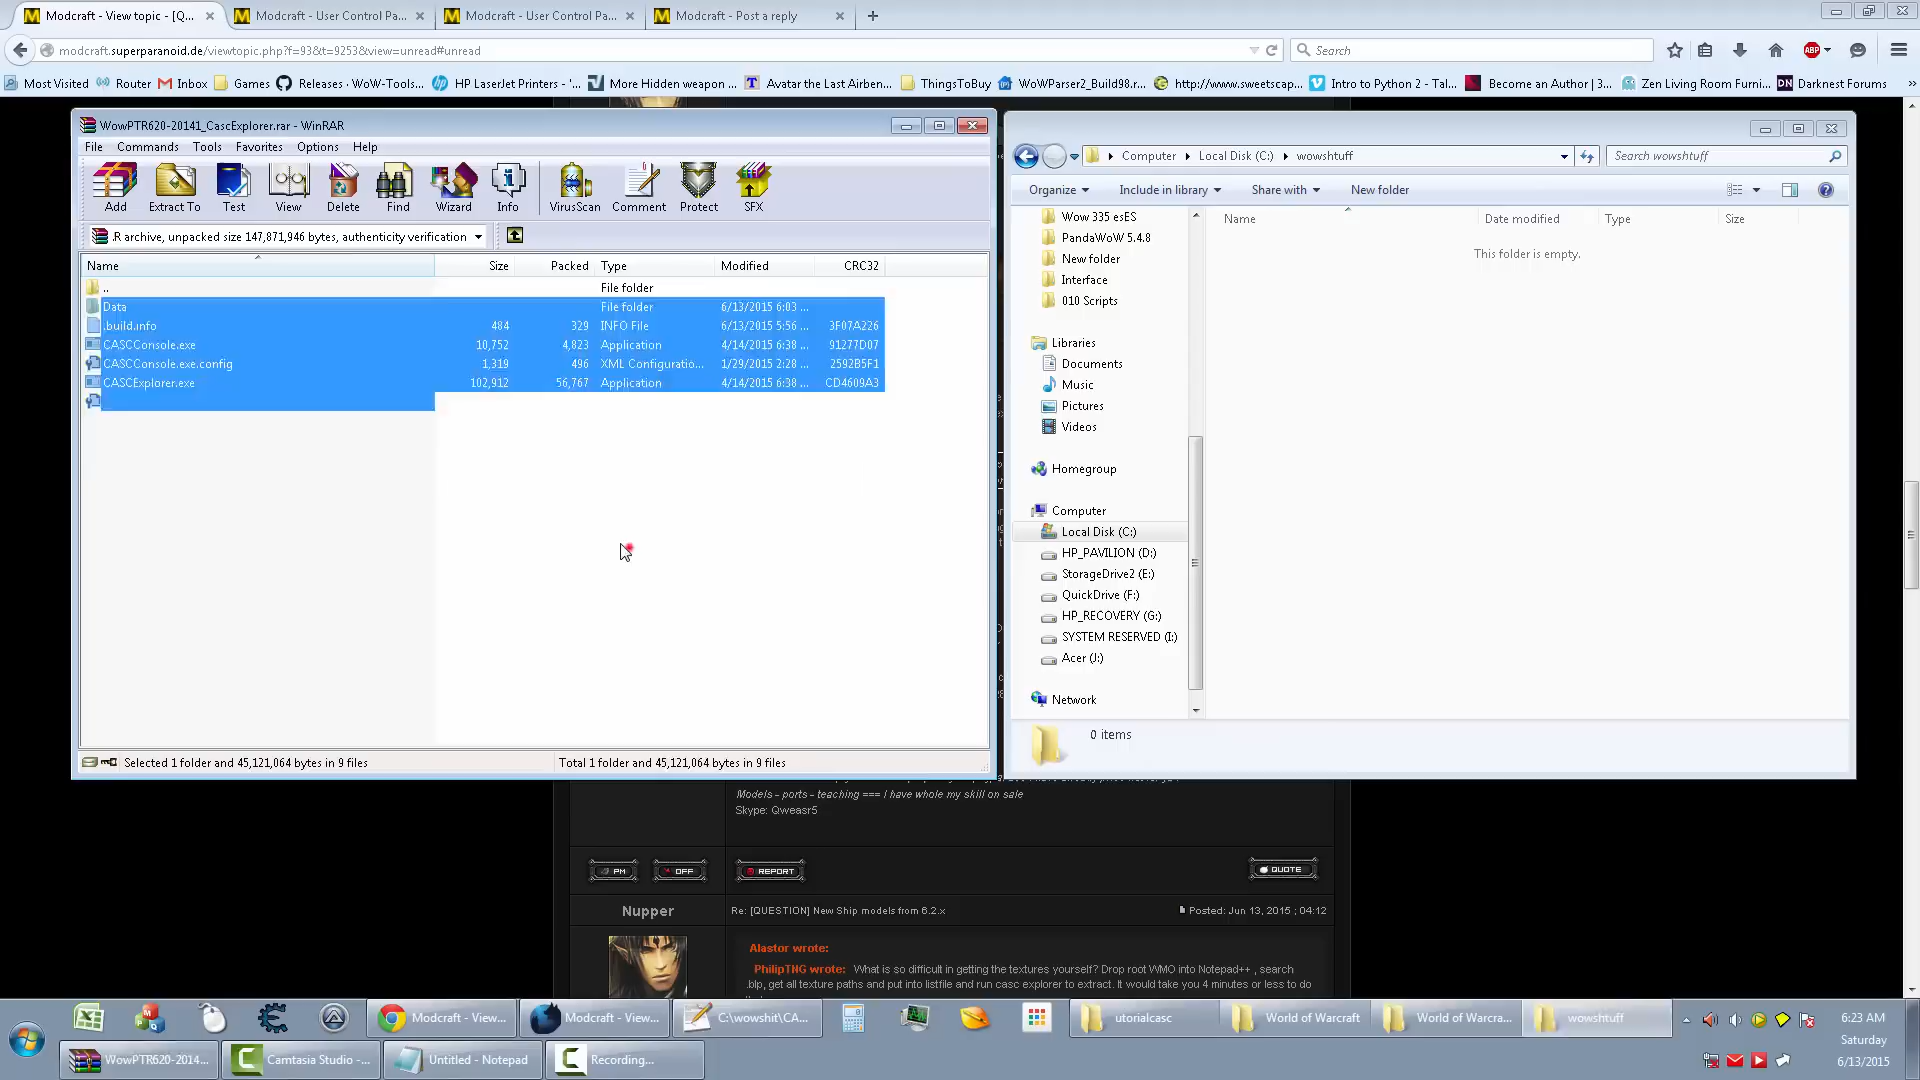 Modcraft - View topic - [Q...
Modcraft - User Control Pa...
Modcraft - User Control Pa...
Modcraft - Post a reply
modcraft.superparanoid.de/viewtopic.php?f=93&t=9253&view=unread#unread
Search
ABP
Most Visited
Router
Inbox
Games
Releases · WoW-Tools...
HP LaserJet Printers - '...
More Hidden weapon ...
Avatar the Last Airben...
ThingsToBuy
WoWParser2_Build98.r...
http://www.sweetscap...
Intro to Python 2 - Tal...
Become an Author | 3...
Zen Living Room Furni...
DN Darknest Forums
WowPTR620-20141_CascExplorer.rar - WinRAR
File Commands Tools Favorites Options Help
Add Extract To Test View Delete Find Wizard Info VirusScan Comment Protect SFX
.R archive, unpacked size 147,871,946 bytes, authenticity verification
Name Size Packed Type Modified CRC32
.. File folder
Data File folder 6/13/2015 6:03 ...
.build.info 484 329 INFO File 6/13/2015 5:56 ... 3F07A226
CASCConsole.exe 10,752 4,823 Application 4/14/2015 6:38 ... 91277D07
CASCConsole.exe.config 1,319 496 XML Configuratio... 1/29/2015 2:28 ... 2592B5F1
CASCExplorer.exe 102,912 56,767 Application 4/14/2015 6:38 ... CD4609A3
Selected 1 folder and 45,121,064 bytes in 9 files
Total 1 folder and 45,121,064 bytes in 9 files
Computer
Local Disk (C:)
wowshtuff
Search wowshtuff
Organize
Include in library
Share with
New folder
Name Date modified Type Size
This folder is empty.
Wow 335 esES
PandaWoW 5.4.8
New folder
Interface
010 Scripts
Libraries
Documents
Music
Pictures
Videos
Homegroup
Computer
Local Disk (C:)
HP_PAVILION (D:)
StorageDrive2 (E:)
QuickDrive (F:)
HP_RECOVERY (G:)
SYSTEM RESERVED (I:)
Acer (J:)
Network
0 items
Models - ports - teaching === I have whole my skill on sale
Skype: Qweasr5
PM OFF REPORT QUOTE
Nupper
Re: [QUESTION] New Ship models from 6.2.x
Posted: Jun 13, 2015 ; 04:12
Alastor wrote:
PhilipTNG wrote: What is so difficult in getting the textures yourself? Drop root WMO into Notepad++ , search
.blp, get all texture paths and put into listfile and run casc explorer to extract. It would take you 4 minutes or less to do
Modcraft - View...
Modcraft - View...
C:\wowshit\CA...
utorialcasc
World of Warcraft
World of Warcra...
wowshtuff
6:23 AM
Saturday
6/13/2015
WowPTR620-2014...
Camtasia Studio -...
Untitled - Notepad
Recording...